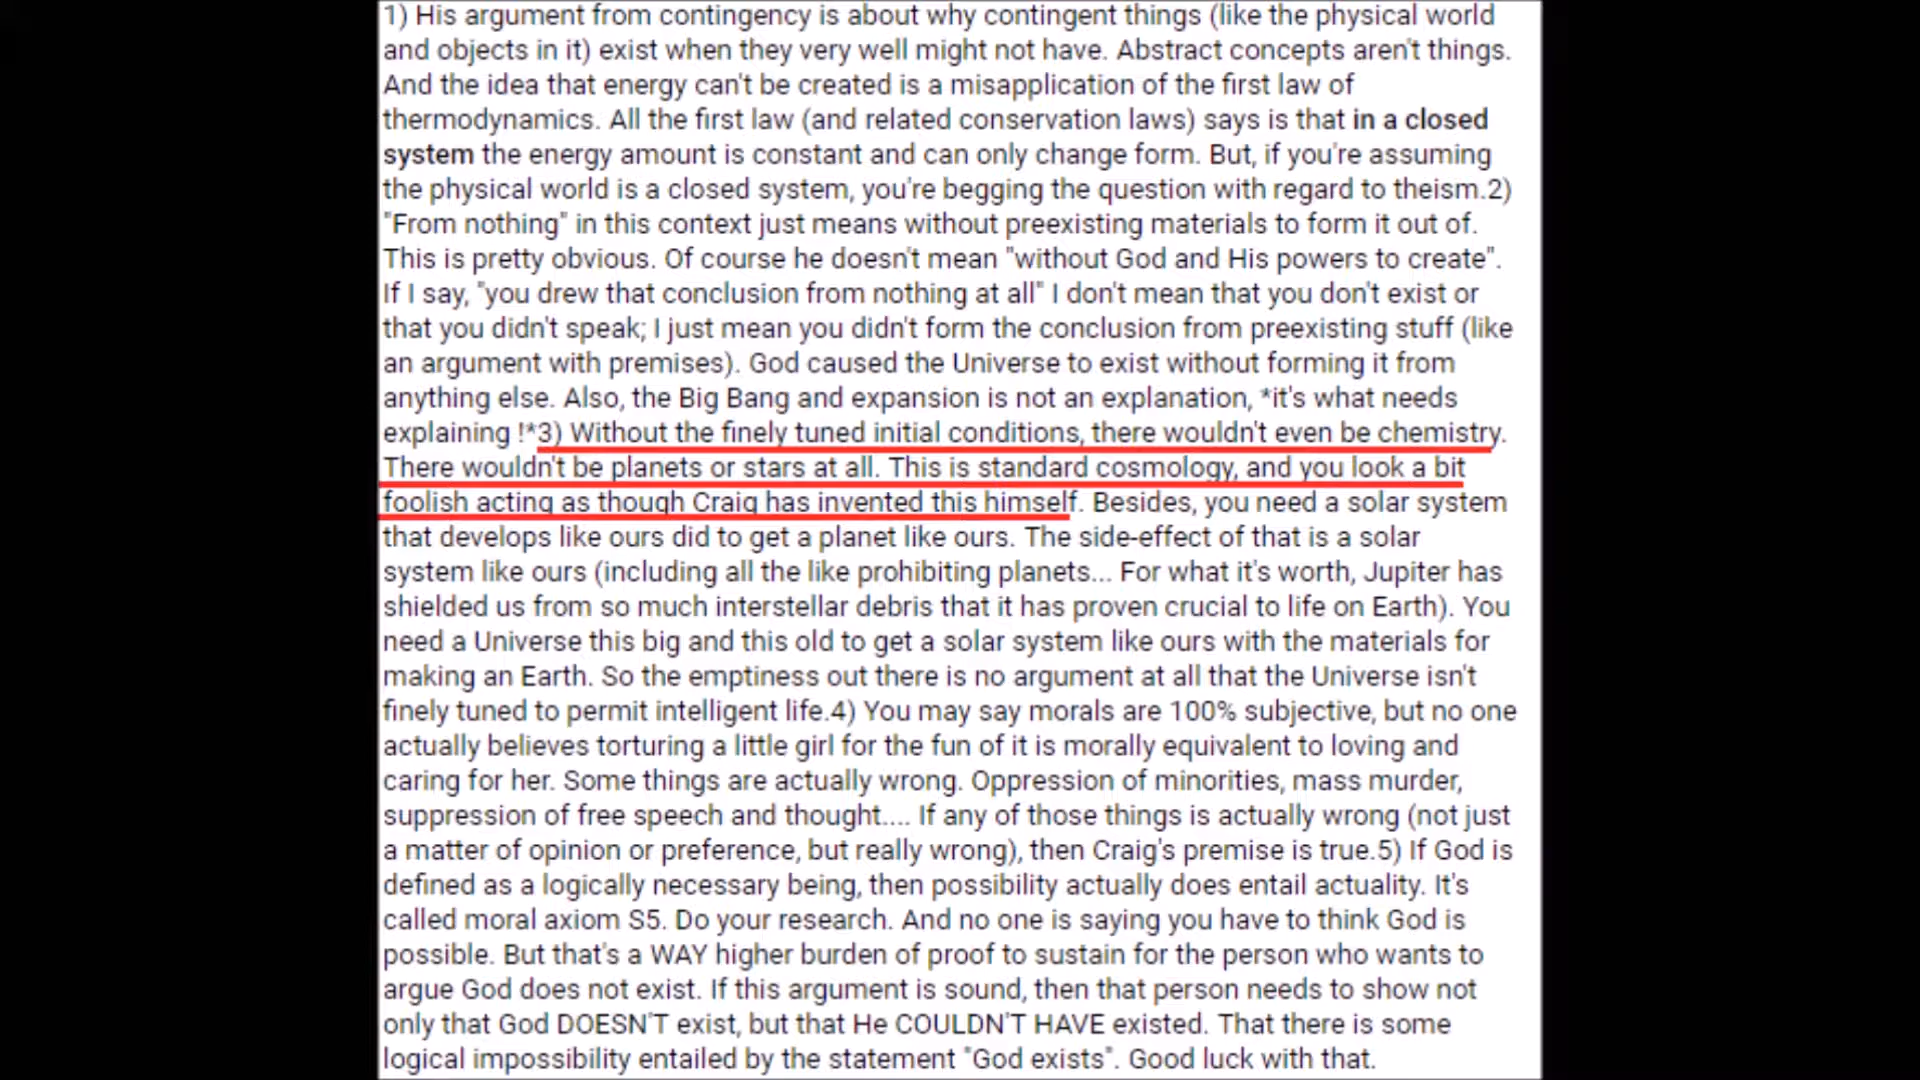 1) His argument from contingency is about why contingent things (like the physical world
and objects in it) exist when they very well might not have. Abstract concepts aren't things.
And the idea that energy can't be created is a misapplication of the first law of
thermodynamics. All the first law (and related conservation laws) says is that in a closed
system the energy amount is constant and can only change form. But, if you're assuming
the physical world is a closed system, you're begging the question with regard to theism.2)
"From nothing" in this context just means without preexisting materials to form it out of.
This is pretty obvious. Of course he doesn't mean "without God and His powers to create".
If I say, "you drew that conclusion from nothing at all" I don't mean that you don't exist or
that you didn't speak; I just mean you didn't form the conclusion from preexisting stuff (like
an argument with premises). God caused the Universe to exist without forming it from
anything else. Also, the Big Bang and expansion is not an explanation, *it's what needs
explaining !*3) Without the finely tuned initial conditions, there wouldn't even be chemistry.
There wouldn't be planets or stars at all. This is standard cosmology, and you look a bit
foolish acting as though Craig has invented this himself. Besides, you need a solar system
that develops like ours did to get a planet like ours. The side-effect of that is a solar
system like ours (including all the like prohibiting planets... For what it's worth, Jupiter has
shielded us from so much interstellar debris that it has proven crucial to life on Earth). You
need a Universe this big and this old to get a solar system like ours with the materials for
making an Earth. So the emptiness out there is no argument at all that the Universe isn't
finely tuned to permit intelligent life.4) You may say morals are 100% subjective, but no one
actually believes torturing a little girl for the fun of it is morally equivalent to loving and
caring for her. Some things are actually wrong. Oppression of minorities, mass murder,
suppression of free speech and thought.... If any of those things is actually wrong (not just
a matter of opinion or preference, but really wrong), then Craig's premise is true.5) If God is
defined as a logically necessary being, then possibility actually does entail actuality. It's
called moral axiom S5. Do your research. And no one is saying you have to think God is
possible. But that's a WAY higher burden of proof to sustain for the person who wants to
argue God does not exist. If this argument is sound, then that person needs to show not
only that God DOESN'T exist, but that He COULDN'T HAVE existed. That there is some
logical impossibility entailed by the statement "God exists". Good luck with that.